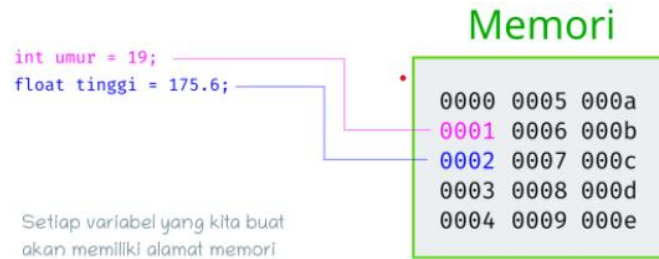 Memori
int umur = 19;
float tinggi = 175.6;
0000 0005 000a
0001 0006 000b
0002 0007 000c
0003 0008 000d
0004 0009 000e
Setiap variabel yang kita buat
akan memiliki alamat memori